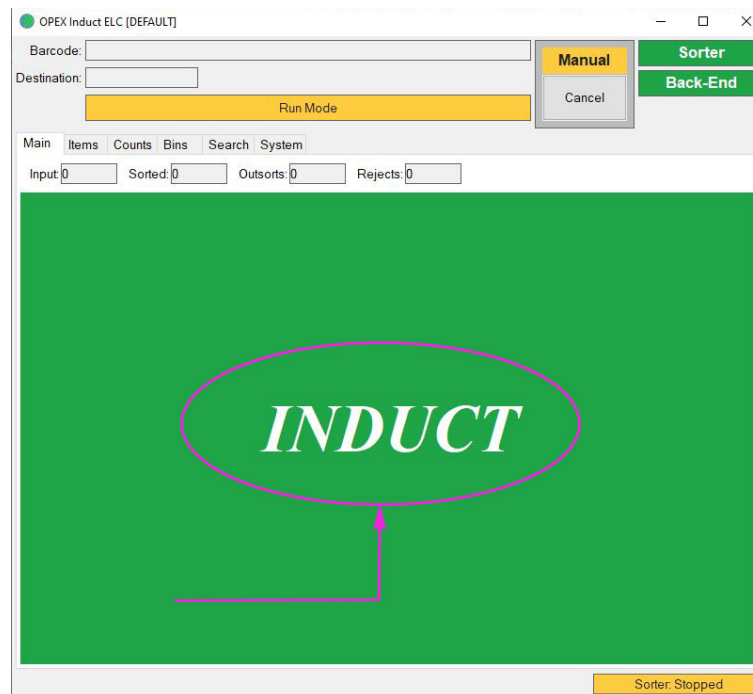 OPEX Induct ELC [DEFAULT]
Barcode:
Manual
Sorter
Destination:
Back-End
Cancel
Run Mode
Main Items Counts Bins Search System
Input: 0 Sorted: 0 Outsorts: 0 Rejects: 0
INDUCT
Sorter: Stopped